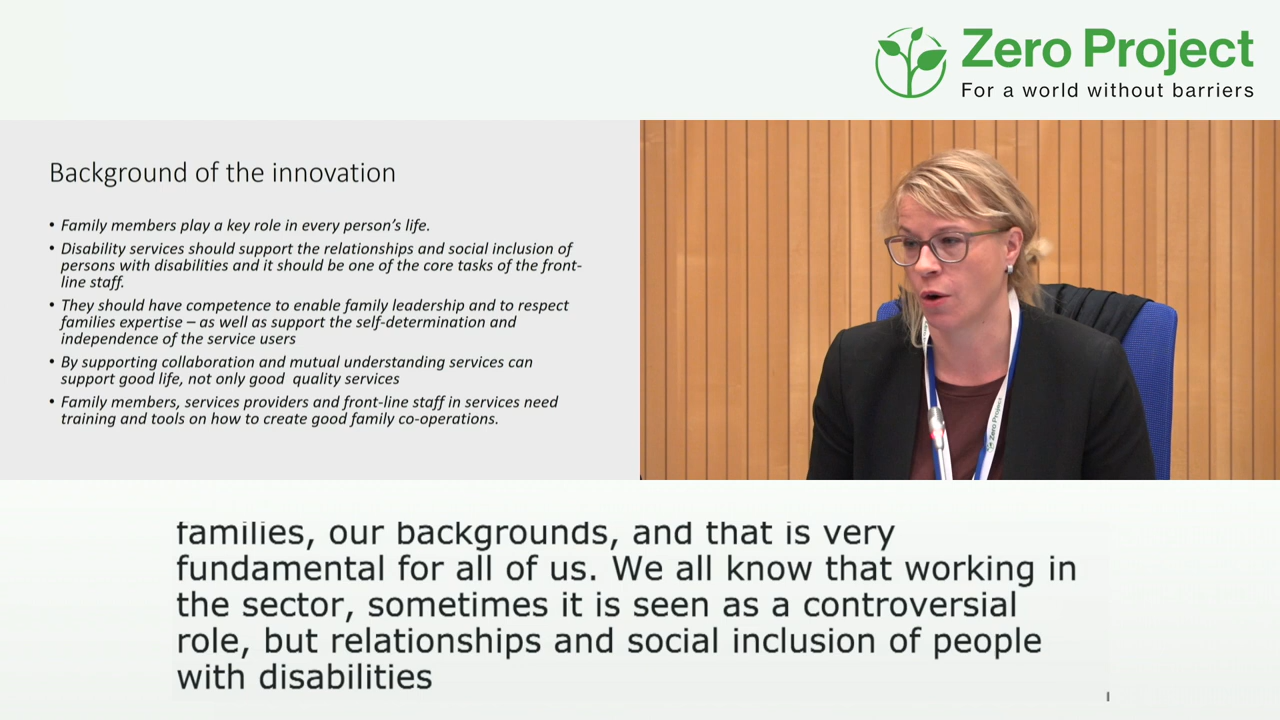 Zero Project
For a world without barriers
Background of the innovation
• Family members play a key role in every person's life.
• Disability services should support the relationships and social inclusion of
persons with disabilities and it should be one of the core tasks of the front-
line staff.
• They should have competence to enable family leadership and to respect
families expertise – as well as support the self-determination and
independence of the service users
• By supporting collaboration and mutual understanding services can
support good life, not only good  quality services
• Family members, services providers and front-line staff in services need
training and tools on how to create good family co-operations.
Zero Project
families, our backgrounds, and that is very
fundamental for all of us. We all know that working in
the sector, sometimes it is seen as a controversial
role, but relationships and social inclusion of people
with disabilities